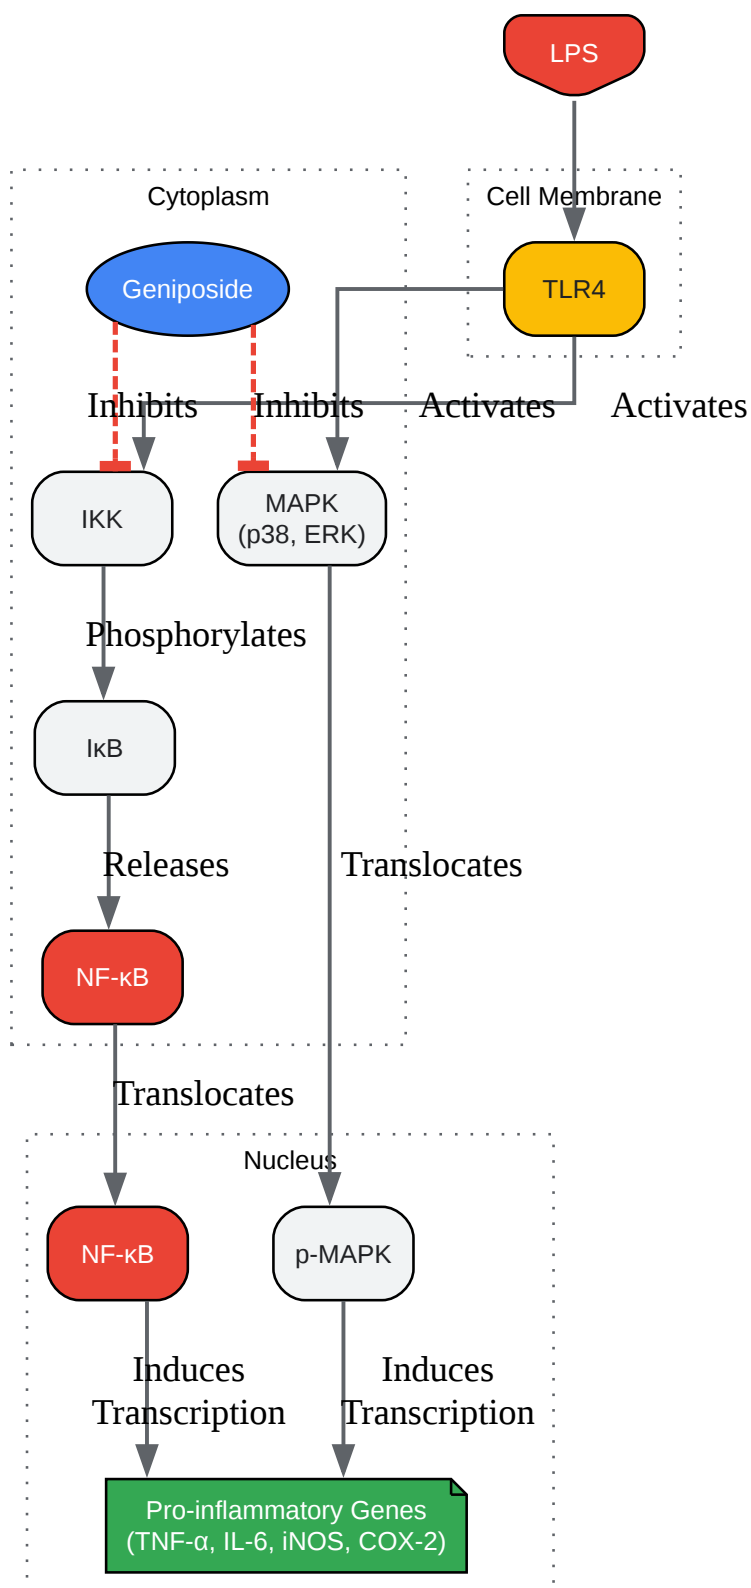 LPS
Cytoplasm
Cell Membrane
Geniposide
TLR4
Inhibits
Inhibits
Activates
Activates
IKK
MAPK
(p38, ERK)
Phosphorylates
IκB
Releases
Translocates
NF-κB
Translocates
Nucleus
NF-κB
p-MAPK
Induces
Transcription
Induces
Transcription
Pro-inflammatory Genes
(TNF-α, IL-6, iNOS, COX-2)